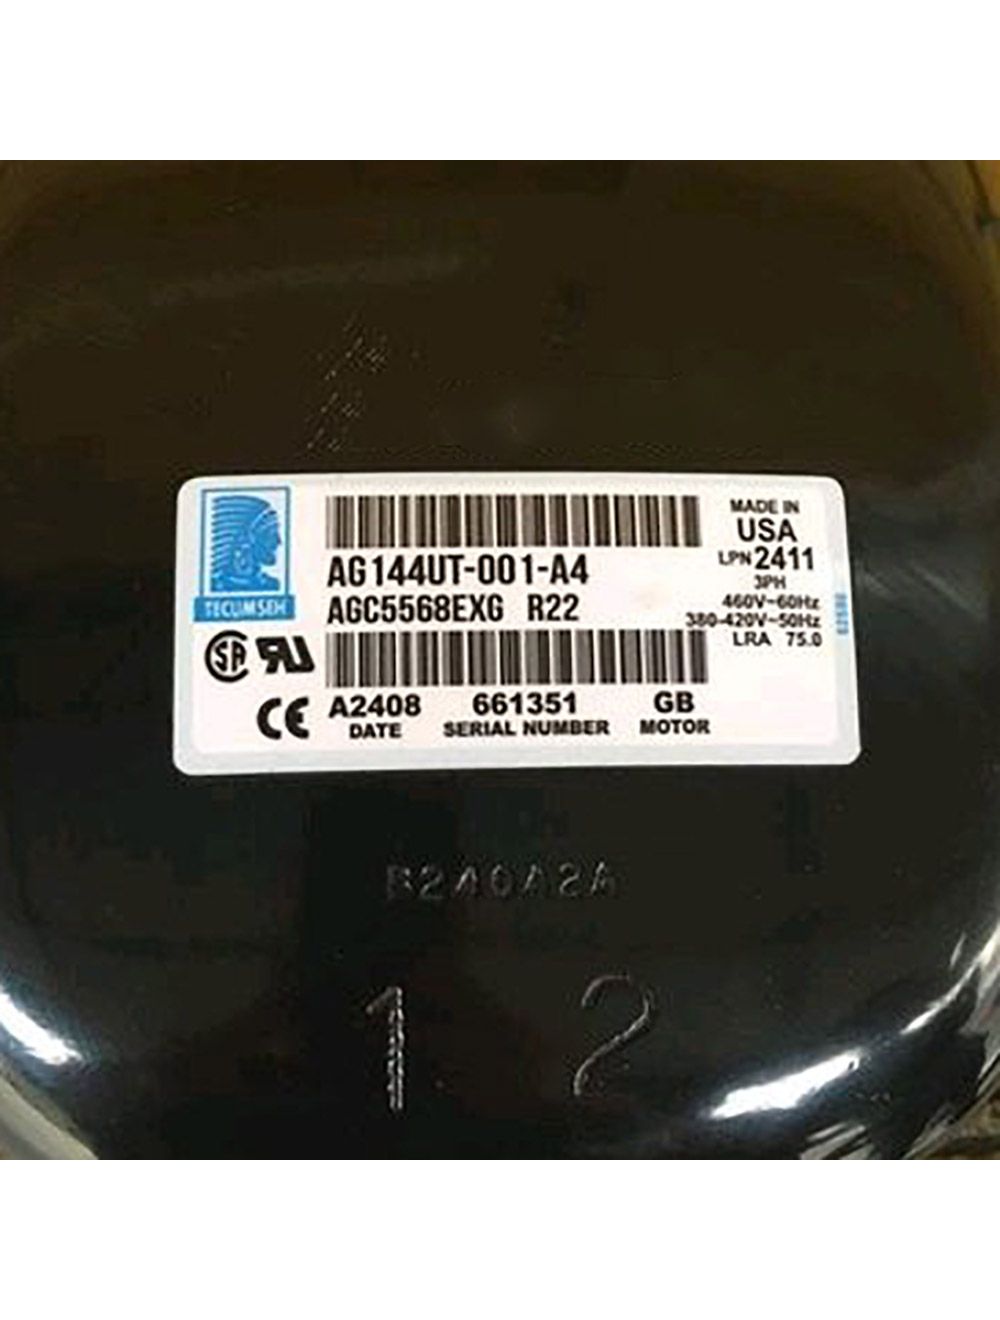 TECUMSEH
MADE IN
USA
LPN 2411
3PH
460V~60Hz
380-420V~50Hz
LRA 75.0
AG144UT-001-A4
AGC5568EXG R22
A2408 661351 GB
DATE SERIAL NUMBER MOTOR
1 2